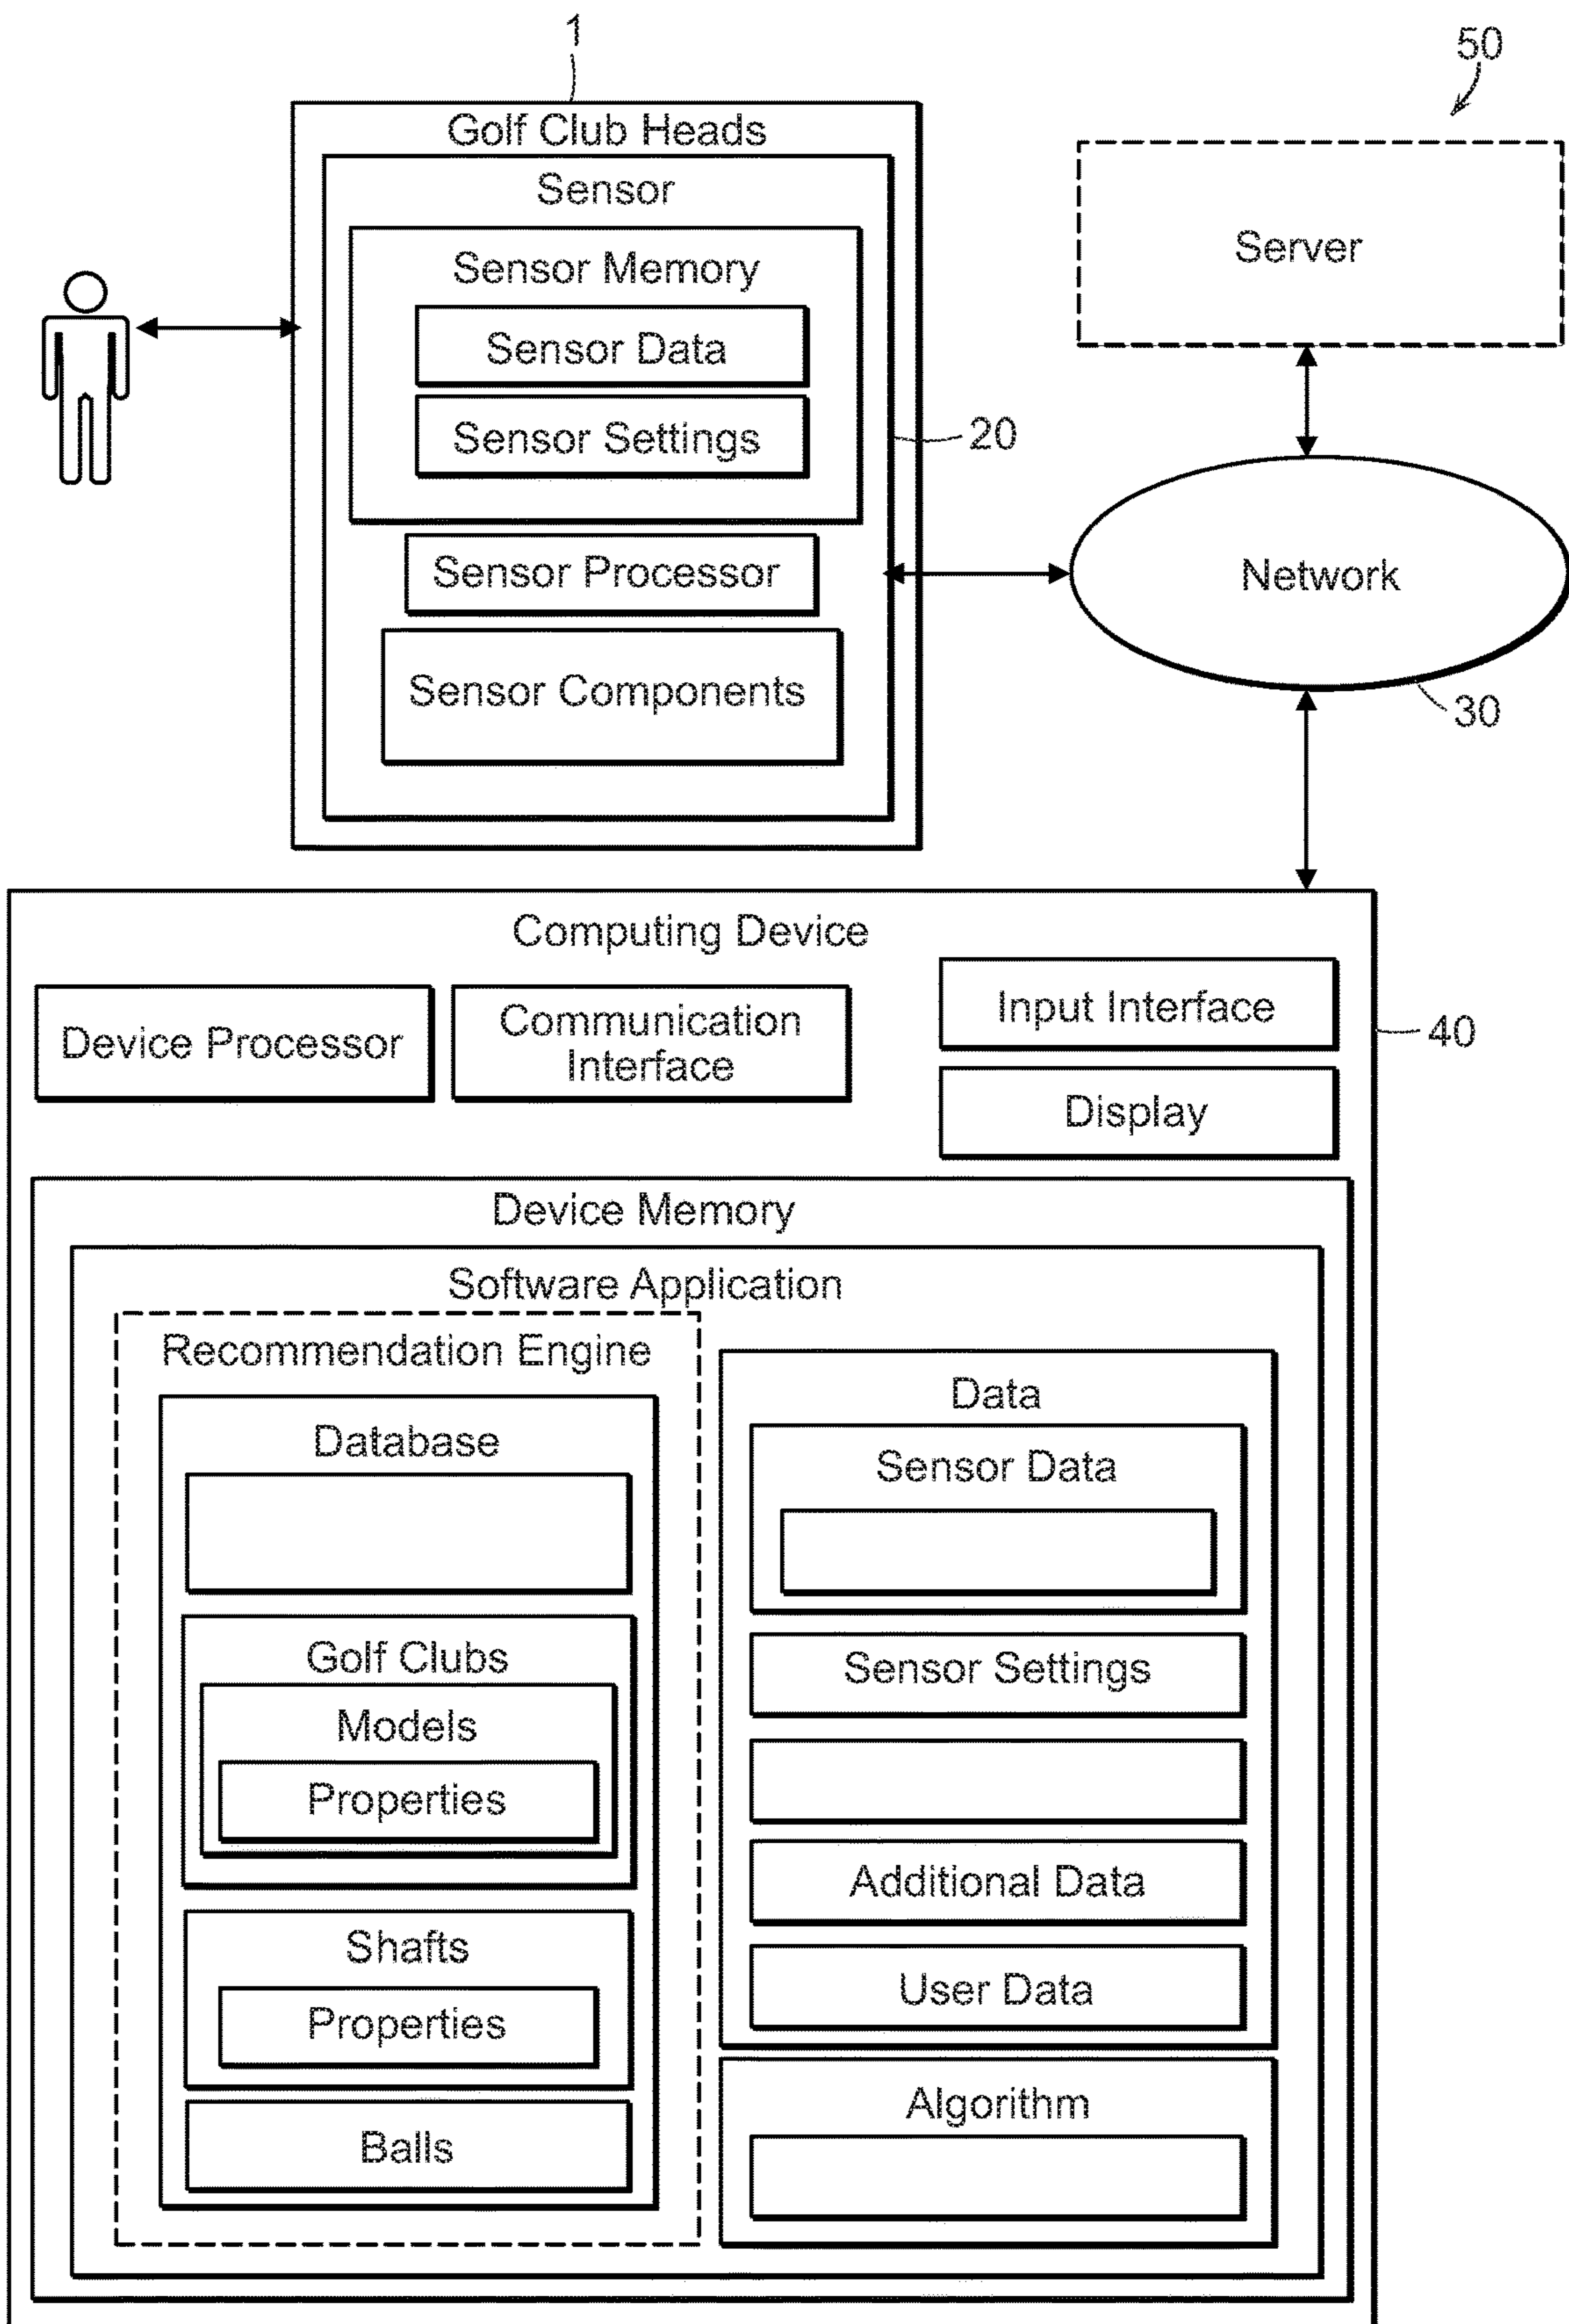 1
50
Golf Club Heads
Sensor
Sensor Memory
Sensor Data
Sensor Settings
Sensor Processor
Sensor Components
20
Server
Network
30
Computing Device
Device Processor
Communication
Interface
Input Interface
Display
40
Device Memory
Software Application
Recommendation Engine
Database
Golf Clubs
Models
Properties
Shafts
Properties
Balls
Data
Sensor Data
Sensor Settings
Additional Data
User Data
Algorithm